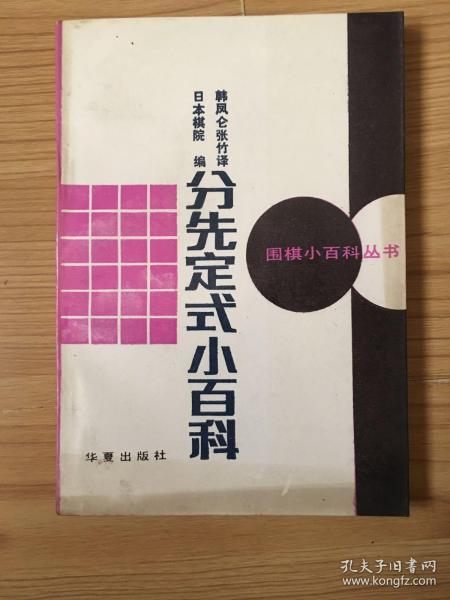 韩凤仑张竹译
日本棋院 编
分先定式小百科
围棋小百科丛书
华夏出版社
孔夫子旧书网
www.kongfz.com